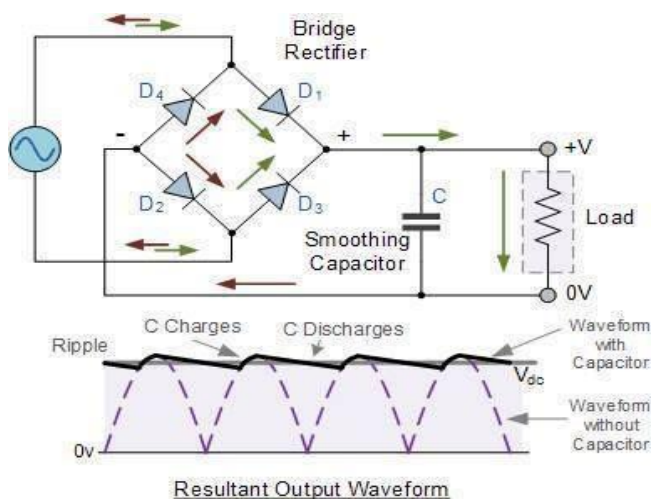 Bridge
Rectifier
D4
D1
-
+
+V
D2
D3
C
Load
Smoothing
Capacitor
0V
C Charges
C Discharges
Waveform
with
Capacitor
Ripple
Vdc
Waveform
without
Capacitor
0v
Resultant Output Waveform